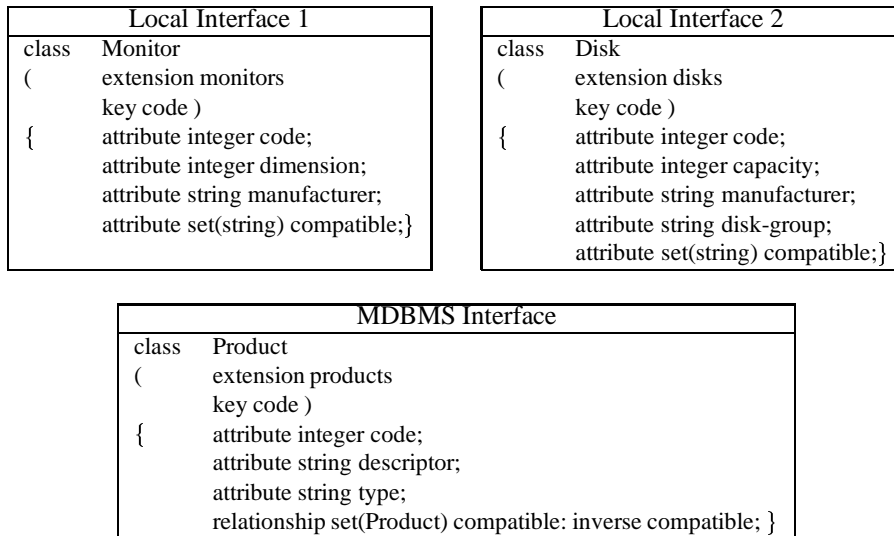 Local Interface 1
class Monitor
( extension monitors
key code )
{ attribute integer code;
attribute integer dimension;
attribute string manufacturer;
attribute set(string) compatible;}
Local Interface 2
class Disk
( extension disks
key code )
{ attribute integer code;
attribute integer capacity;
attribute string manufacturer;
attribute string disk-group;
attribute set(string) compatible;}
MDBMS Interface
class Product
( extension products
key code )
{ attribute integer code;
attribute string descriptor;
attribute string type;
relationship set(Product) compatible: inverse compatible; }